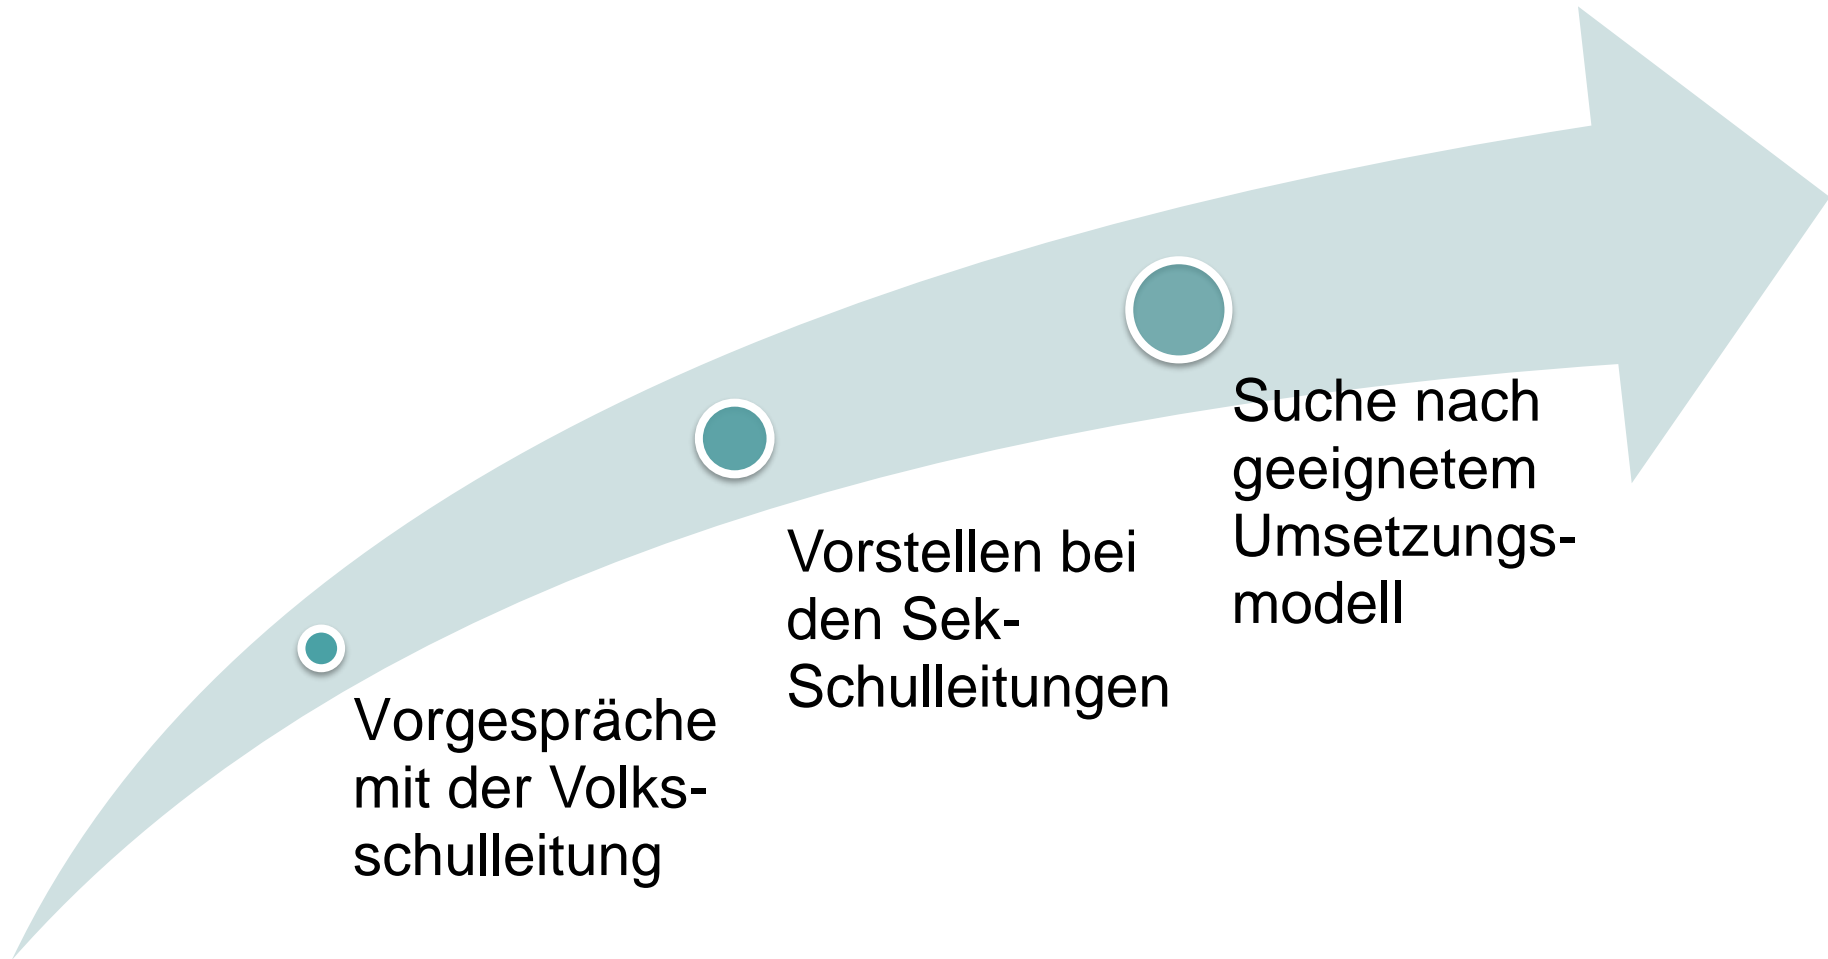 Vorgespräche
mit der Volks-
schulleitung
Vorstellen bei
den Sek-
Schulleitungen
Suche nach
geeignetem
Umsetzungs-
modell